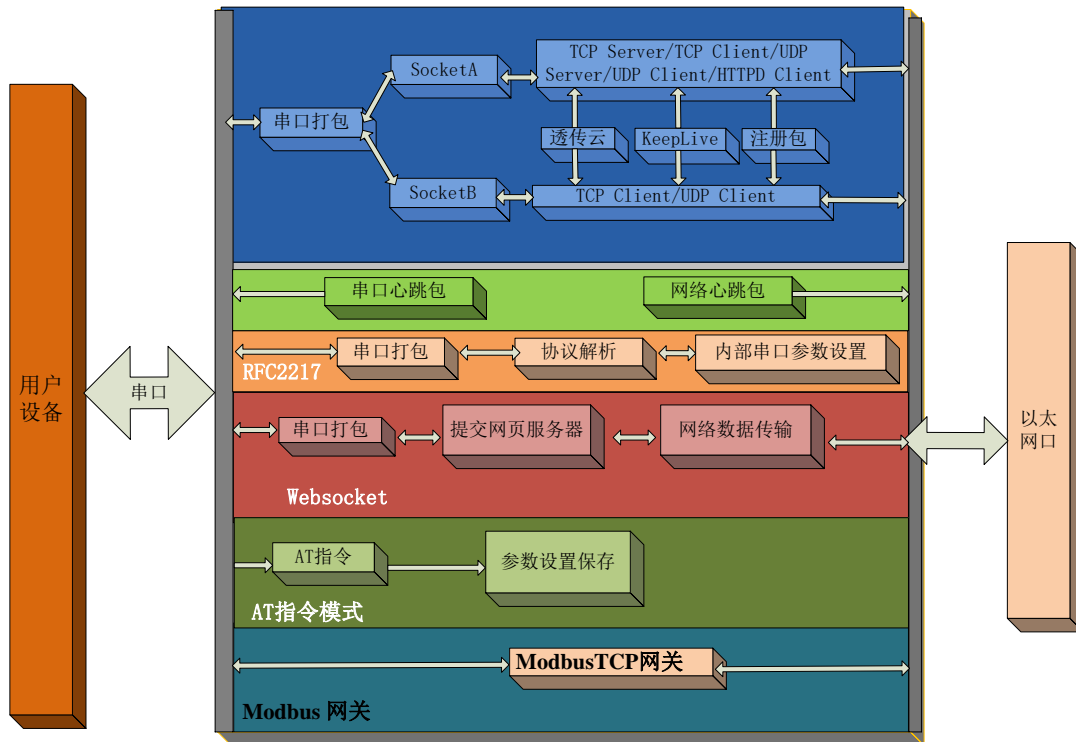 TCP Server/TCP Client/UDP
Server/UDP Client/HTTPD Client
SocketA
串口打包
透传云
KeepLive
注册包
SocketB
TCP Client/UDP Client
串口心跳包
网络心跳包
串口打包
协议解析
内部串口参数设置
RFC2217
用户
设备
串口
串口打包
提交网页服务器
网络数据传输
以太
网口
Websocket
AT指令
参数设置保存
AT指令模式
ModbusTCP网关
Modbus 网关